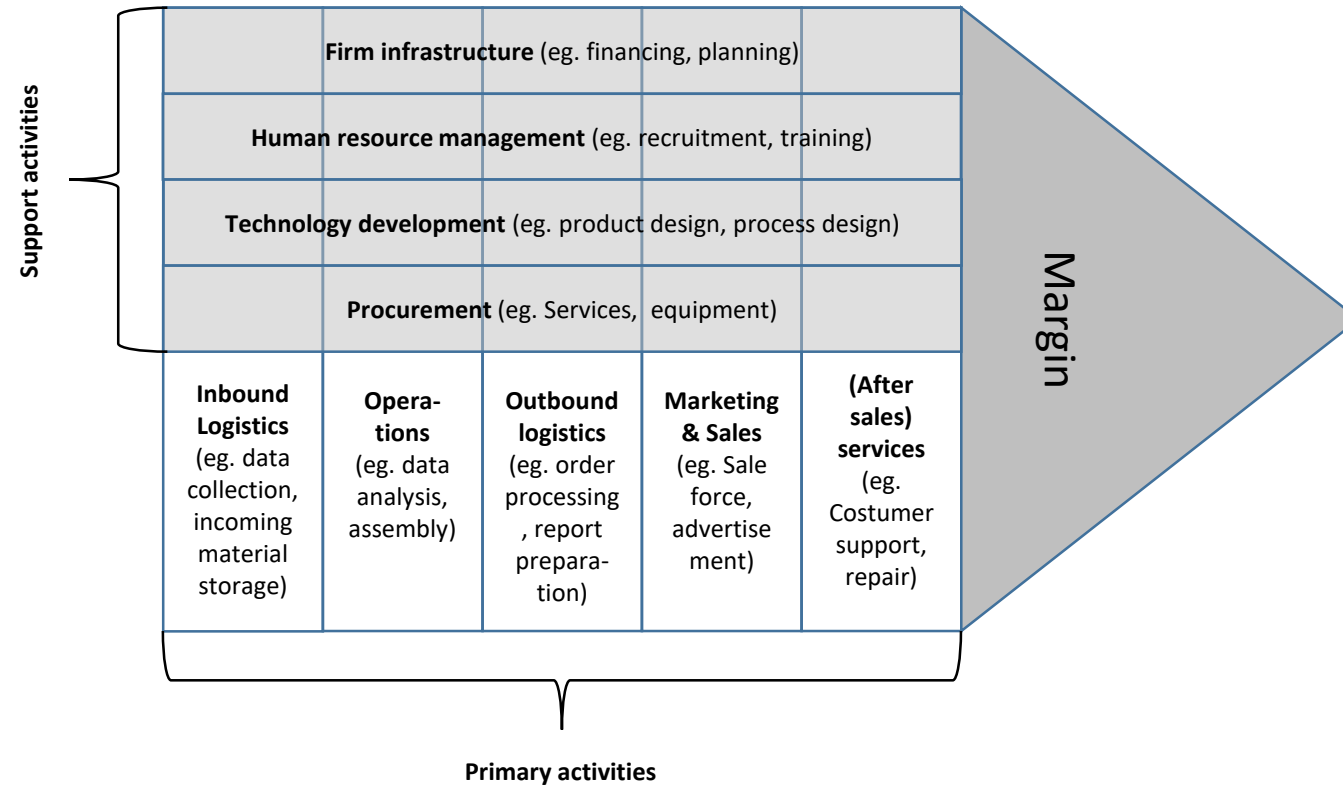 Support activities
Firm infrastructure (eg. financing, planning)
Human resource management (eg. recruitment, training)
Technology development (eg. product design, process design)
Procurement (eg. Services, equipment)
Inbound
Logistics
(eg. data
collection,
incoming
material
storage)
Opera-
tions
(eg. data
analysis,
assembly)
Outbound
logistics
(eg. order
processing
, report
prepara-
tion)
Marketing
& Sales
(eg. Sale
force,
advertise
ment)
(After
sales)
services
(eg.
Costumer
support,
repair)
Margin
Primary activities